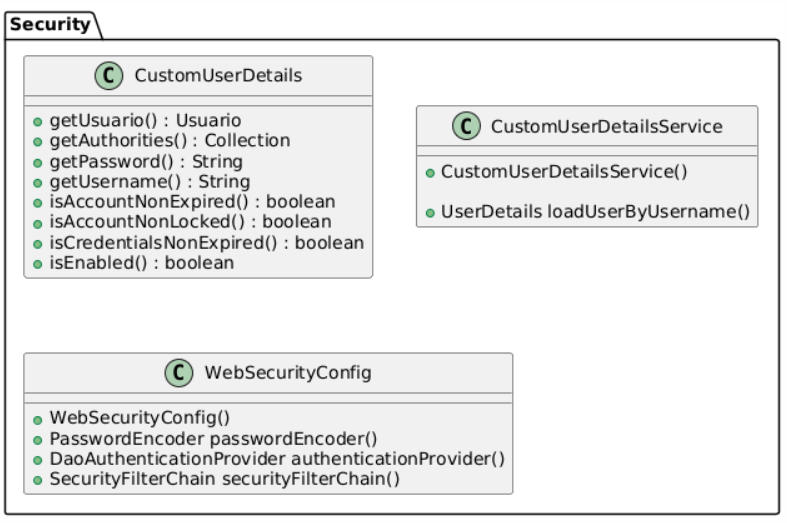 Security
C CustomUserDetails
getUsuario() : Usuario
getAuthorities() : Collection
getPassword() : String
getUsername() : String
isAccountNonExpired() : boolean
isAccountNonLocked() : boolean
isCredentialsNonExpired() : boolean
isEnabled() : boolean
C CustomUserDetailsService
CustomUserDetailsService()
UserDetails loadUserByUsername()
C WebSecurityConfig
WebSecurityConfig()
PasswordEncoder passwordEncoder()
DaoAuthenticationProvider authenticationProvider()
SecurityFilterChain securityFilterChain()